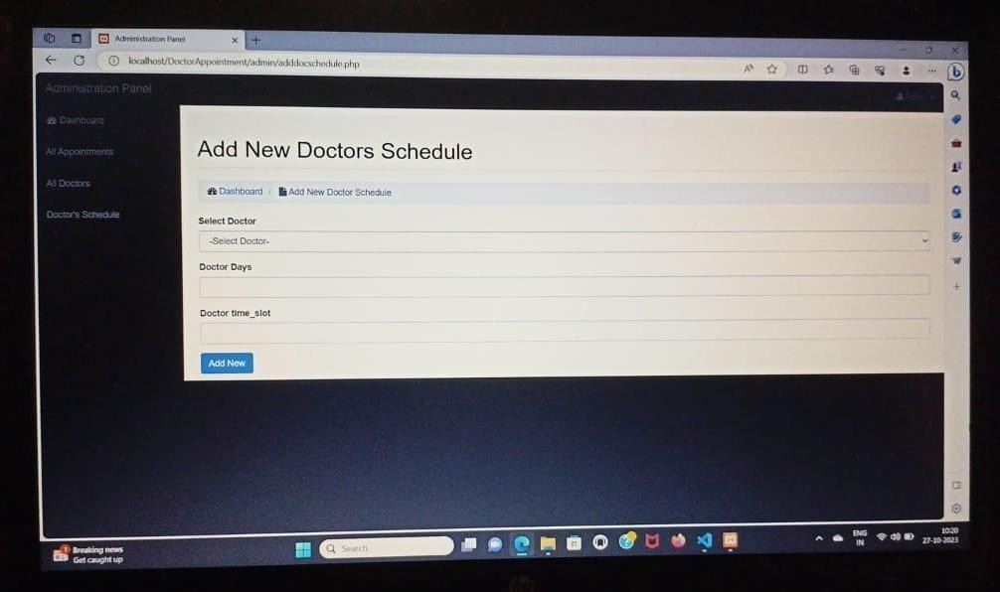 Administration Panel
localhost/DoctorAppointment/admin/adddocschedule.php
Administration Panel
Dashboard
All Appointments
All Doctors
Doctor's Schedule
Add New Doctors Schedule
Dashboard / Add New Doctor Schedule
Select Doctor
-Select Doctor-
Doctor Days
Doctor time_slot
Add New
1
Breaking news
Get caught up
Search
ENG
IN
10:20
27-10-2023